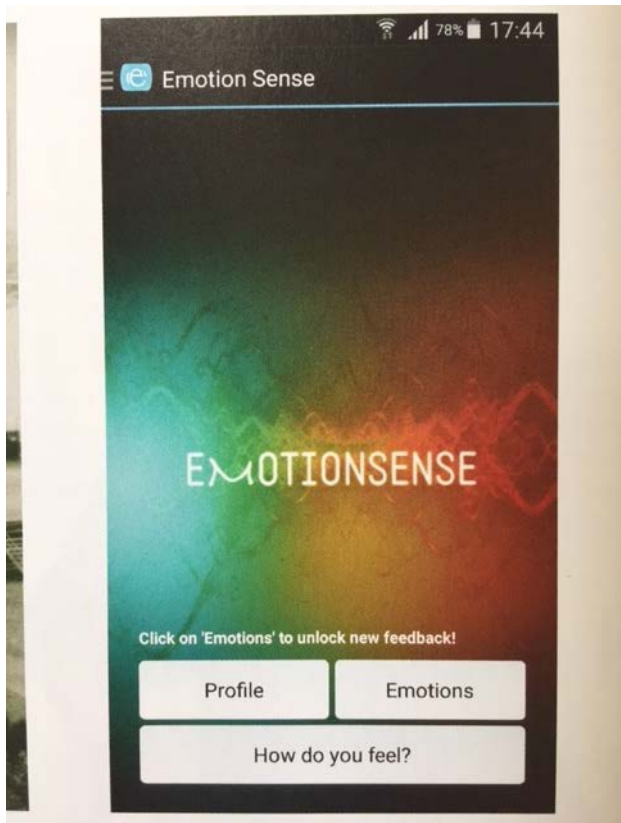 78% 17:44
Emotion Sense
EMOTIONSENSE
Click on 'Emotions' to unlock new feedback!
Profile Emotions
How do you feel?